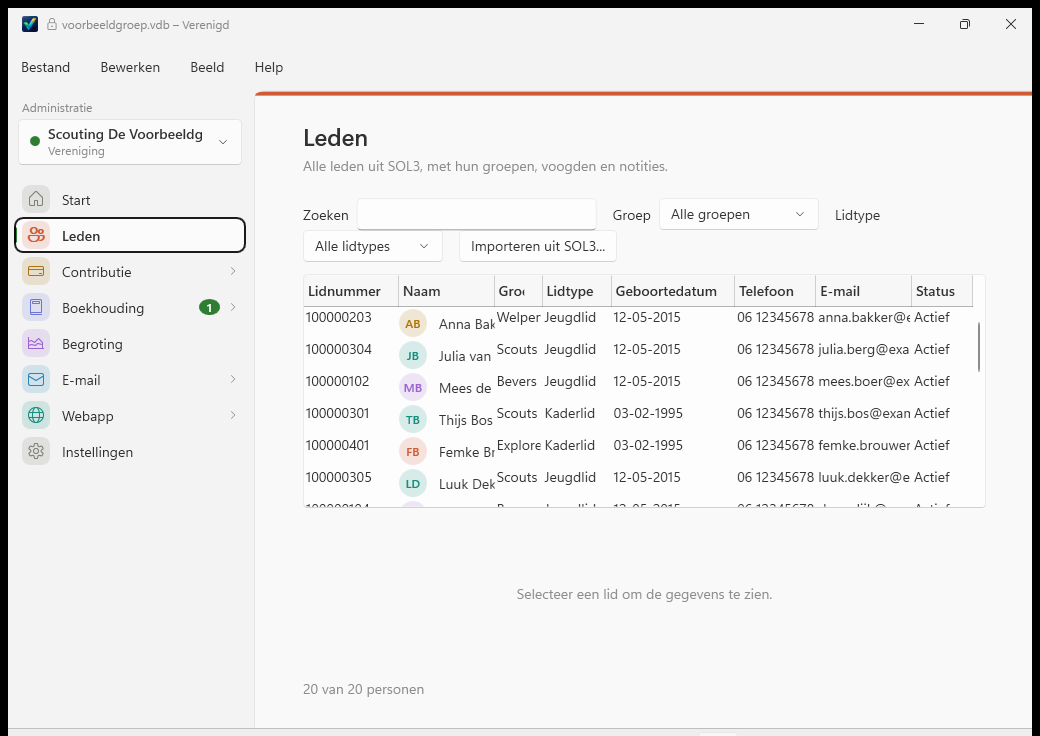 voorbeeldgroep.vdb – Verenigd
Bestand Bewerken Beeld Help
Administratie
Scouting De Voorbeeldg
Vereniging
Start
Leden
Contributie
Boekhouding 1
Begroting
E-mail
Webapp
Instellingen
Leden
Alle leden uit SOL3, met hun groepen, voogden en notities.
Zoeken Groep Alle groepen Lidtype
Alle lidtypes Importeren uit SOL3...
Lidnummer Naam Groe Lidtype Geboortedatum Telefoon E-mail Status
100000203 AB Anna Bak Welper Jeugdlid 12-05-2015 06 12345678 anna.bakker@e Actief
100000304 JB Julia van Scouts Jeugdlid 12-05-2015 06 12345678 julia.berg@exa Actief
100000102 MB Mees de Bevers Jeugdlid 12-05-2015 06 12345678 mees.boer@ex Actief
100000301 TB Thijs Bos Scouts Kaderlid 03-02-1995 06 12345678 thijs.bos@exan Actief
100000401 FB Femke Br Explore Kaderlid 03-02-1995 06 12345678 femke.brouwer Actief
100000305 LD Luuk Dek Scouts Jeugdlid 12-05-2015 06 12345678 luuk.dekker@e Actief
Selecteer een lid om de gegevens te zien.
20 van 20 personen